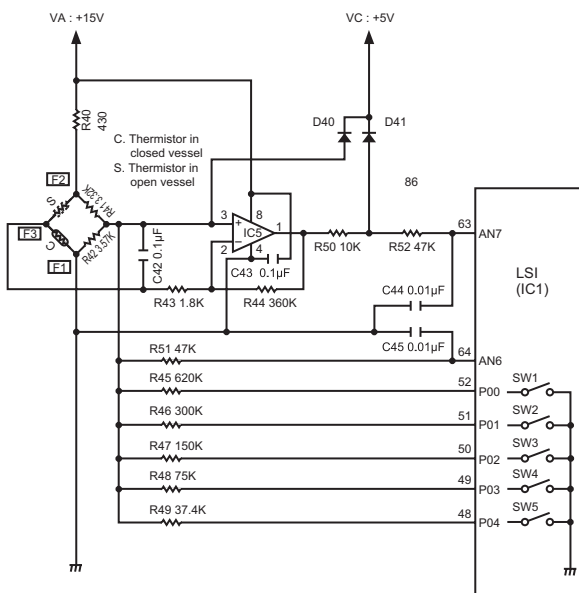 VA : +15V
VC : +5V
R40
430
C. Thermistor in
closed vessel
S. Thermistor in
open vessel
D40
D41
86
F2
S
R41 3.32K
F3
C
R42 3.57K
F1
C42 0.1µF
3
+
8
IC5
1
−
2
4
R50 10K
R52 47K
63
AN7
LSI
(IC1)
C43
0.1µF
R43 1.8K
R44 360K
C44 0.01µF
C45 0.01µF
R51 47K
64
AN6
R45 620K
52
P00
SW1
R46 300K
51
P01
SW2
R47 150K
50
P02
SW3
R48 75K
49
P03
SW4
R49 37.4K
48
P04
SW5